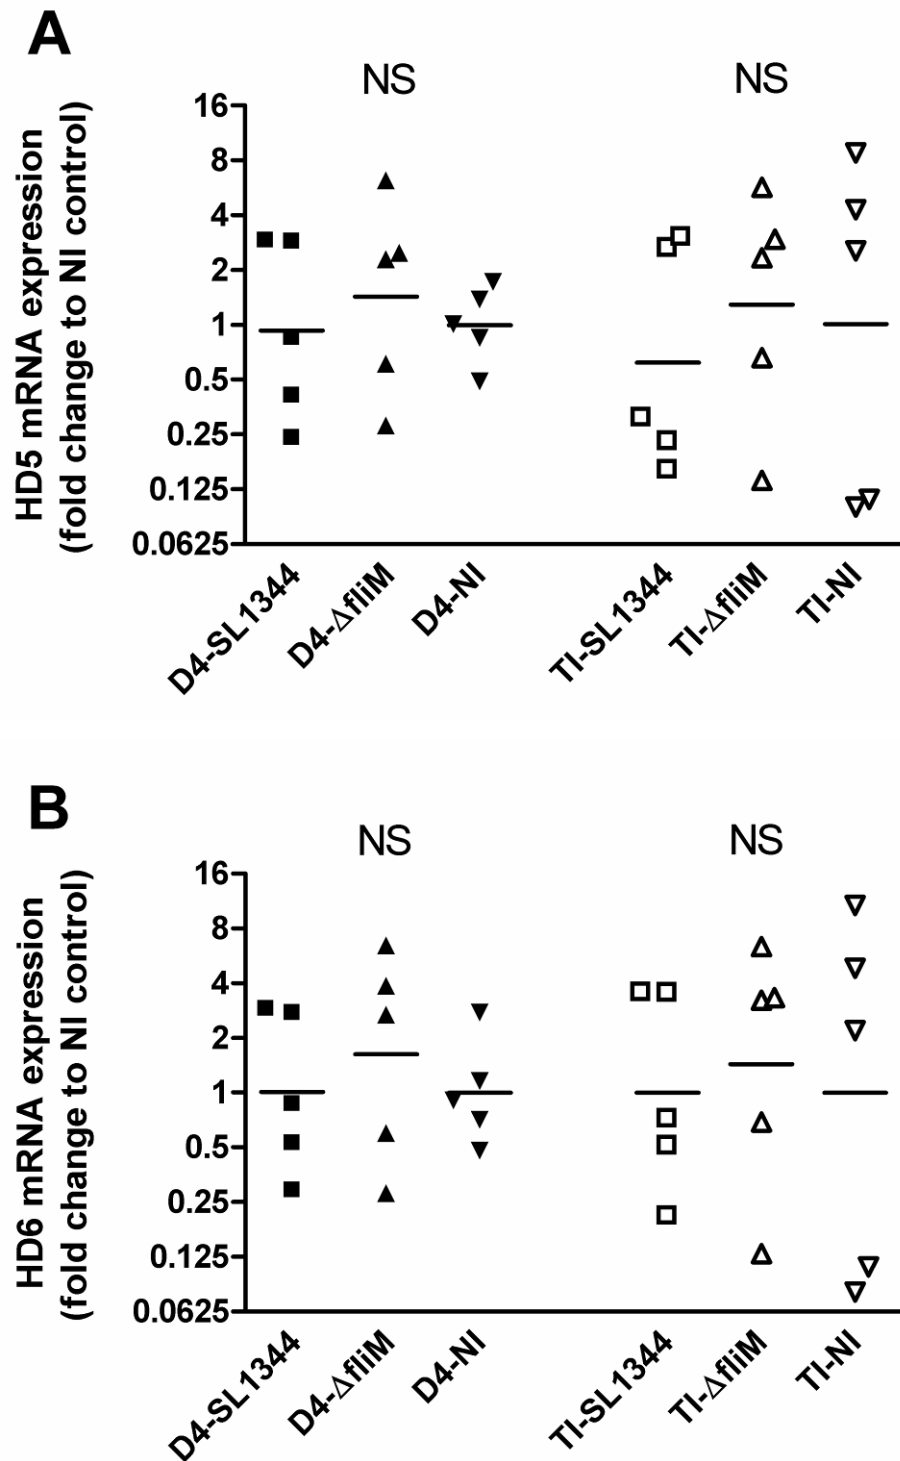 A
NS
NS
HD5 mRNA expression
(fold change to NI control)
16
8
4
2
1
0.5
0.25
0.125
0.0625
D4-SL1344
D4-ΔfliM
D4-NI
TI-SL1344
TI-ΔfliM
TI-NI
B
NS
NS
HD6 mRNA expression
(fold change to NI control)
16
8
4
2
1
0.5
0.25
0.125
0.0625
D4-SL1344
D4-ΔfliM
D4-NI
TI-SL1344
TI-ΔfliM
TI-NI